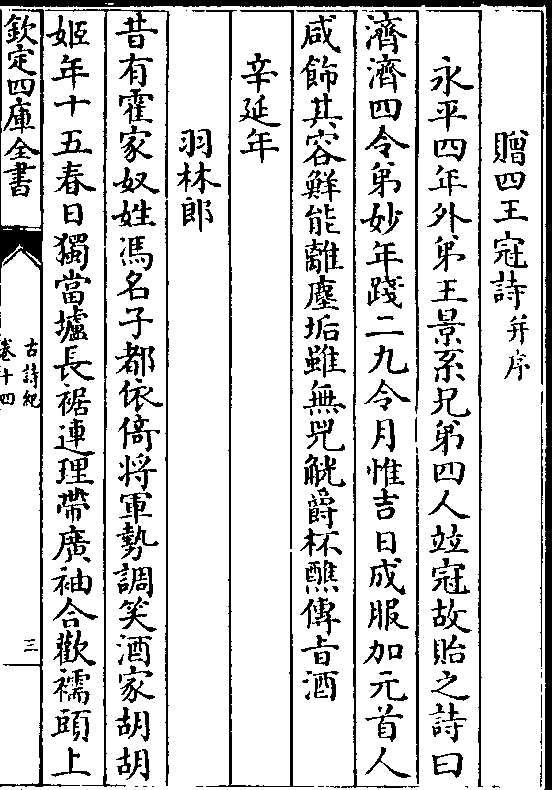 贈四王冠詩并序
永平四年外弟王景系兄弟四人竝冠故貽之詩曰
濟濟四令弟妙年踐二九令月惟吉日成服加元首人
咸飾其容鮮能離塵垢雖無兕觥爵杯醮傳旨酒
辛延年
羽林郎
昔有霍家奴姓馮名子都依倚將軍勢調笑酒家胡胡
姬年十五春日獨當壚長裾連理帶廣袖合歡襦頭上
欽定四庫全書
古詩紀
卷十四
三